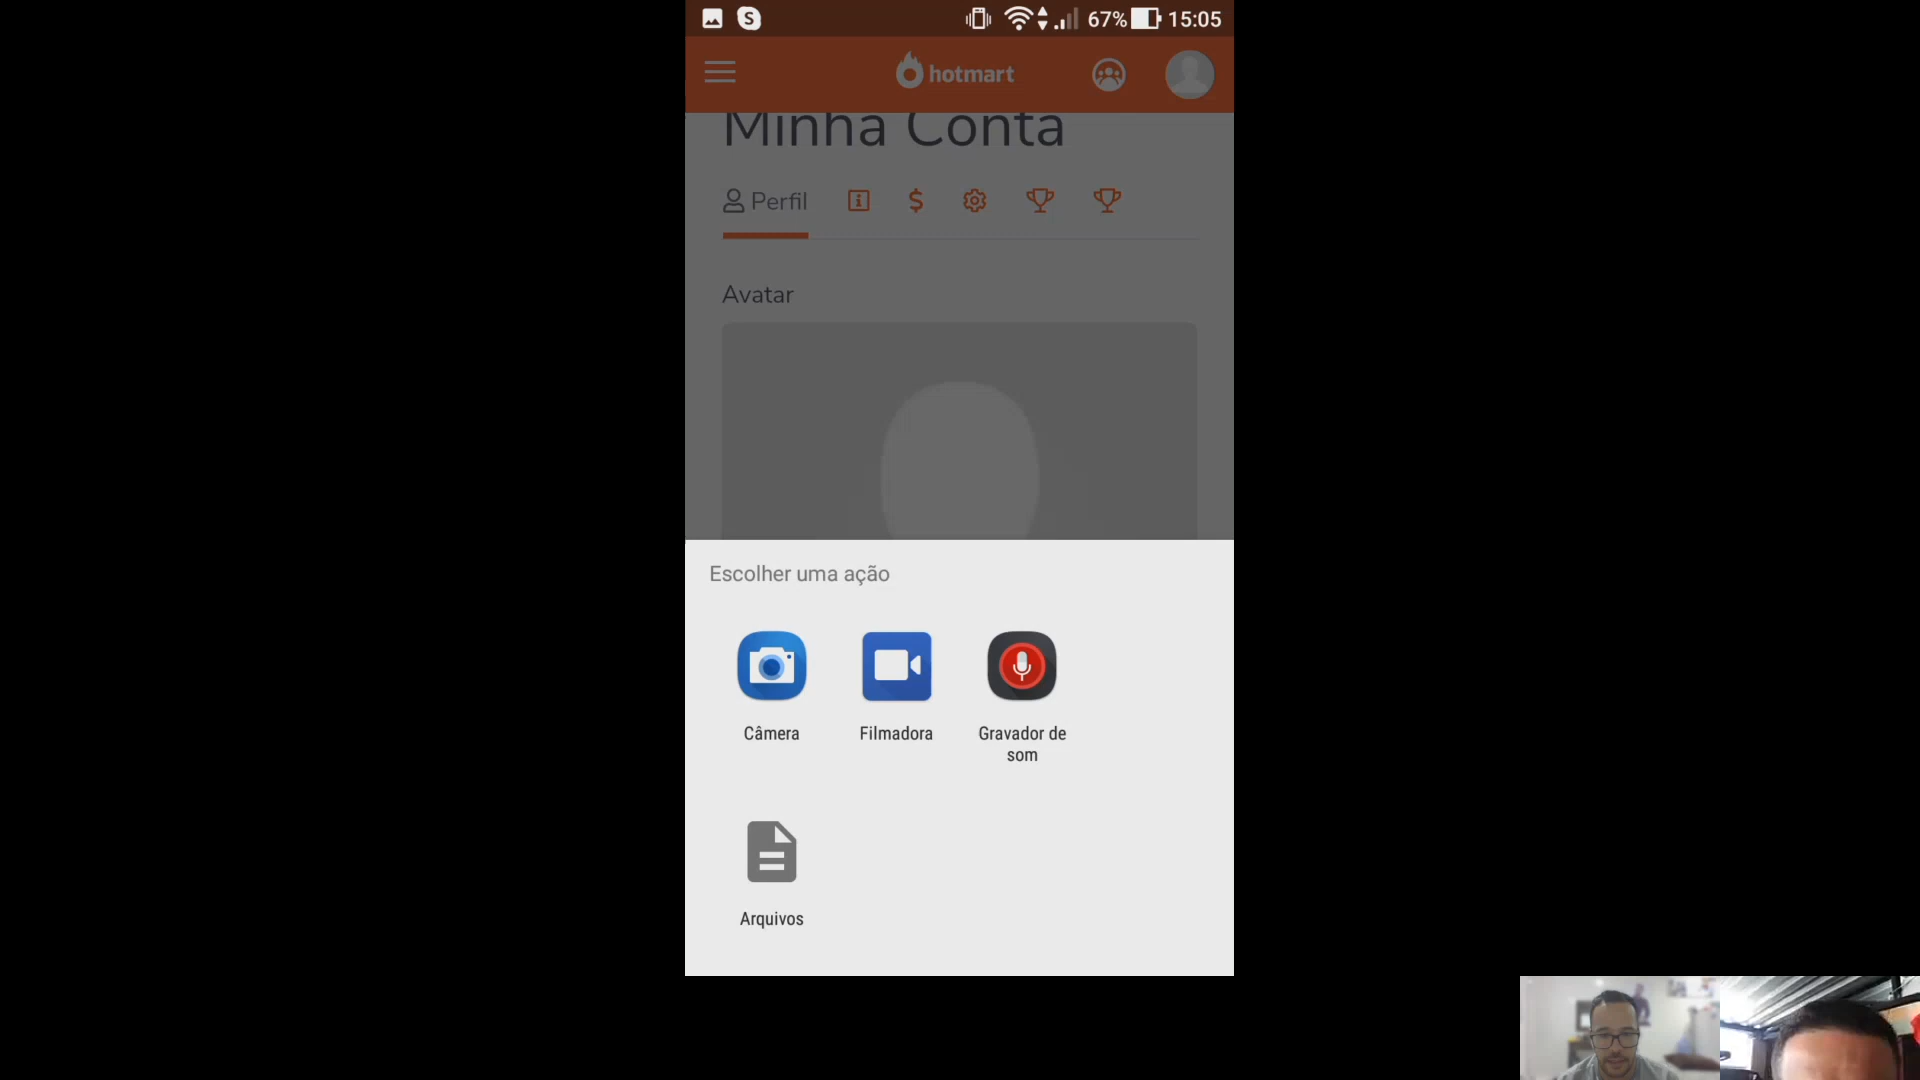 S
67% 15:05
hotmart
Minha Conta
Perfil
Avatar
Escolher uma ação
Câmera
Filmadora
Gravador de
som
Arquivos